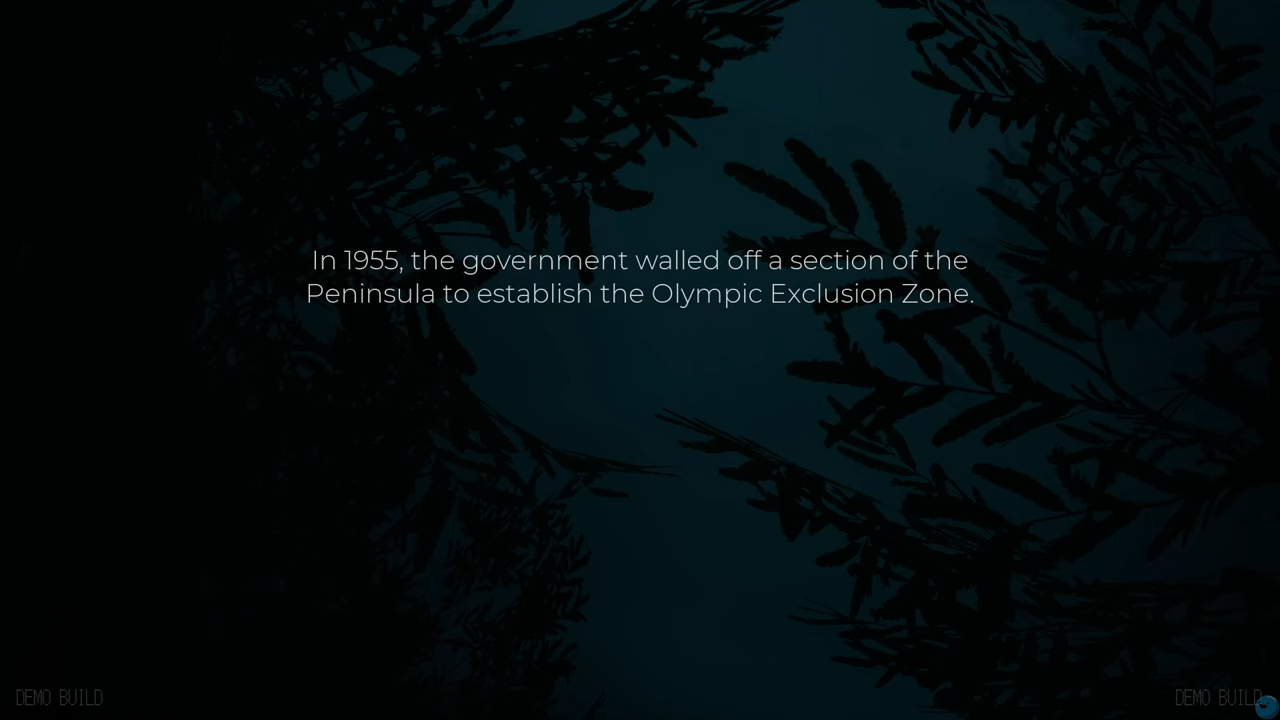 In 1955, the government walled off a section of the
Peninsula to establish the Olympic Exclusion Zone.
DEMO BUILD
DEMO BUILD